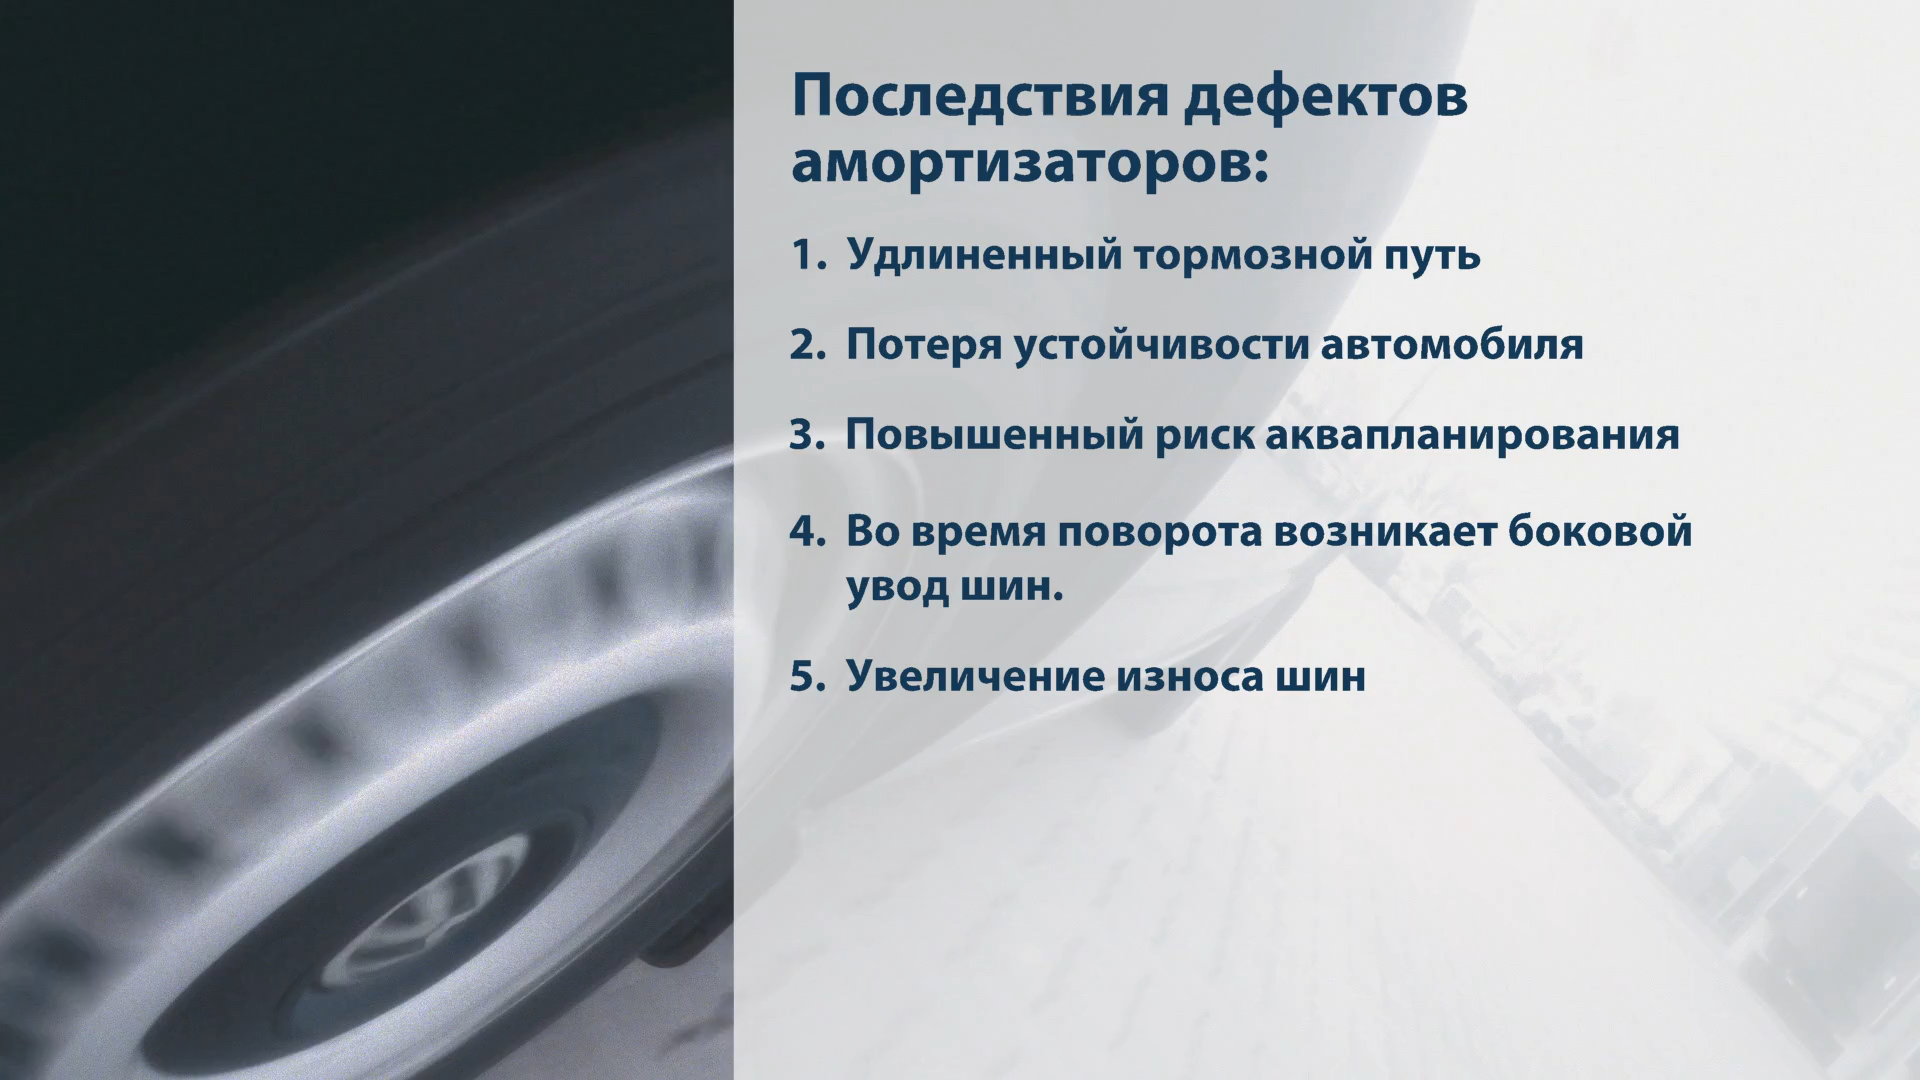 Последствия дефектов
амортизаторов:
1. Удлиненный тормозной путь
2. Потеря устойчивости автомобиля
3. Повышенный риск аквапланирования
4. Во время поворота возникает боковой
увод шин.
5. Увеличение износа шин